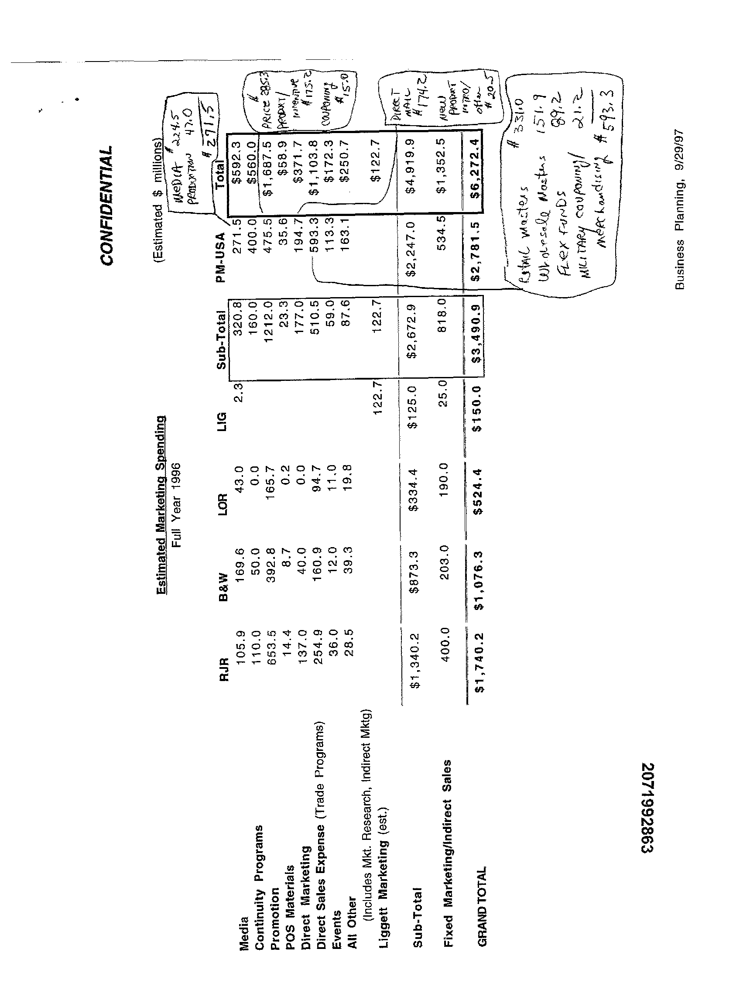 CONFIDENTIAL
Estimated Marketing Spending
Full Year 1996
(Estimated $ millions)
RJR B&W LOR LIG Sub-Total PM-USA Total
Media 105.9 169.6 43.0 2.3 320.8 271.5 $592.3
Continuity Programs 110.0 50.0 0.0 160.0 400.0 $560.0
Promotion 653.5 392.8 165.7 1212.0 475.5 $1,687.5
POS Materials 14.4 8.7 0.2 23.3 35.6 $58.9
Direct Marketing 137.0 40.0 0.0 177.0 194.7 $371.7
Direct Sales Expense (Trade Programs) 254.9 160.9 94.7 510.5 593.3 $1,103.8
Events 36.0 12.0 11.0 59.0 113.3 $172.3
All Other 28.5 39.3 19.8 87.6 163.1 $250.7
(Includes Mkt. Research, Indirect Mktg)
Liggett Marketing (est.) 122.7 122.7 $122.7
Sub-Total $1,340.2 $873.3 $334.4 $125.0 $2,672.9 $2,247.0 $4,919.9
Fixed Marketing/Indirect Sales 400.0 203.0 190.0 25.0 818.0 534.5 $1,352.5
GRAND TOTAL $1,740.2 $1,076.3 $524.4 $150.0 $3,490.9 $2,781.5 $6,272.4
MEDIA $224.5
PRODUCTION 47.0
$271.5
PRICE $285.3
PRODUCT/
INCENTIVE
$175.2
COUPONING
$15.0
DIRECT
MAIL
$174.2
NEW
PRODUCT
INTRO/
offer
$20.5
Retail Masters $331.0
Wholesale Masters 151.9
FLEX FUNDS 89.2
MILITARY couponing/ 21.2
merchandising $593.3
2071992863
Business Planning, 9/29/97